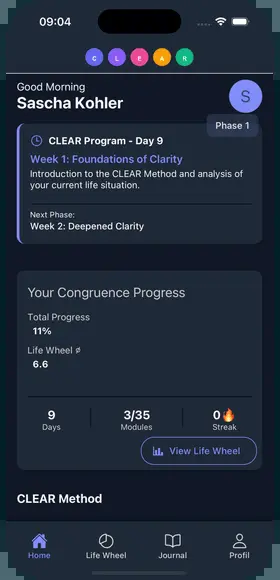 09:04
C L E A R
Good Morning
Sascha Kohler
S
Phase 1
CLEAR Program - Day 9
Week 1: Foundations of Clarity
Introduction to the CLEAR Method and analysis of
your current life situation.
Next Phase:
Week 2: Deepened Clarity
Your Congruence Progress
Total Progress
11%
Life Wheel ⌀
6.6
9 3/35 0🔥
Days Modules Streak
View Life Wheel
CLEAR Method
Home Life Wheel Journal Profil